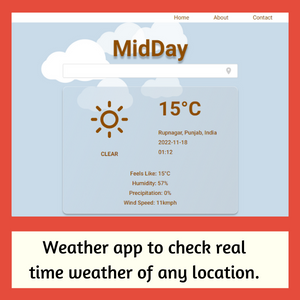 Home About Contact
MidDay
15°C
Rupnagar, Punjab, India
2022-11-18
01:12
CLEAR
Feels Like: 15°C
Humidity: 57%
Precipitation: 0%
Wind Speed: 11kmph
Weather app to check real
time weather of any location.